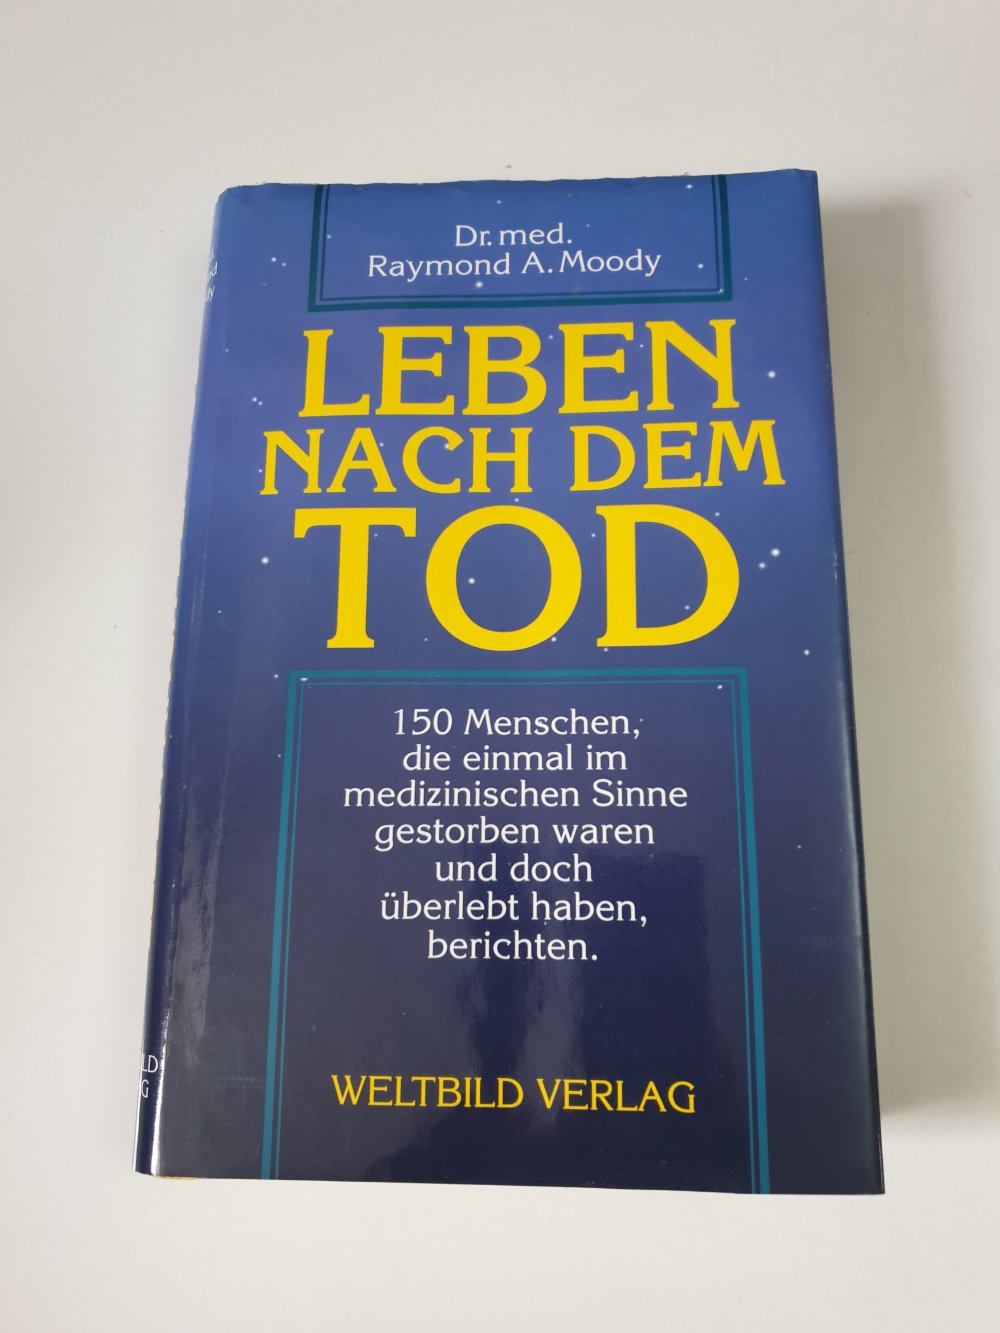 Dr. med.
Raymond A. Moody
LEBEN
NACH DEM
TOD
150 Menschen,
die einmal im
medizinischen Sinne
gestorben waren
und doch
überlebt haben,
berichten.
WELTBILD VERLAG